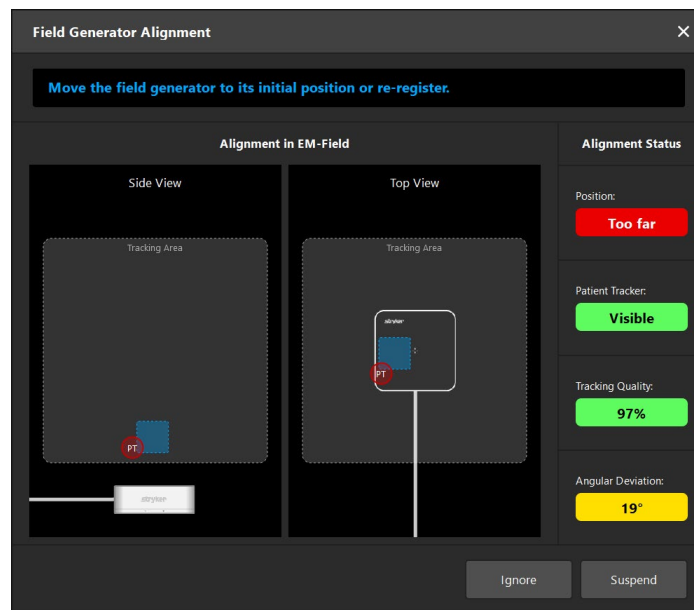 Field Generator Alignment
Move the field generator to its initial position or re-register.
Alignment in EM-Field
Alignment Status
Side View
Top View
Tracking Area
Tracking Area
stryker
PT
PT
stryker
Position:
Too far
Patient Tracker:
Visible
Tracking Quality:
97%
Angular Deviation:
19°
Ignore
Suspend